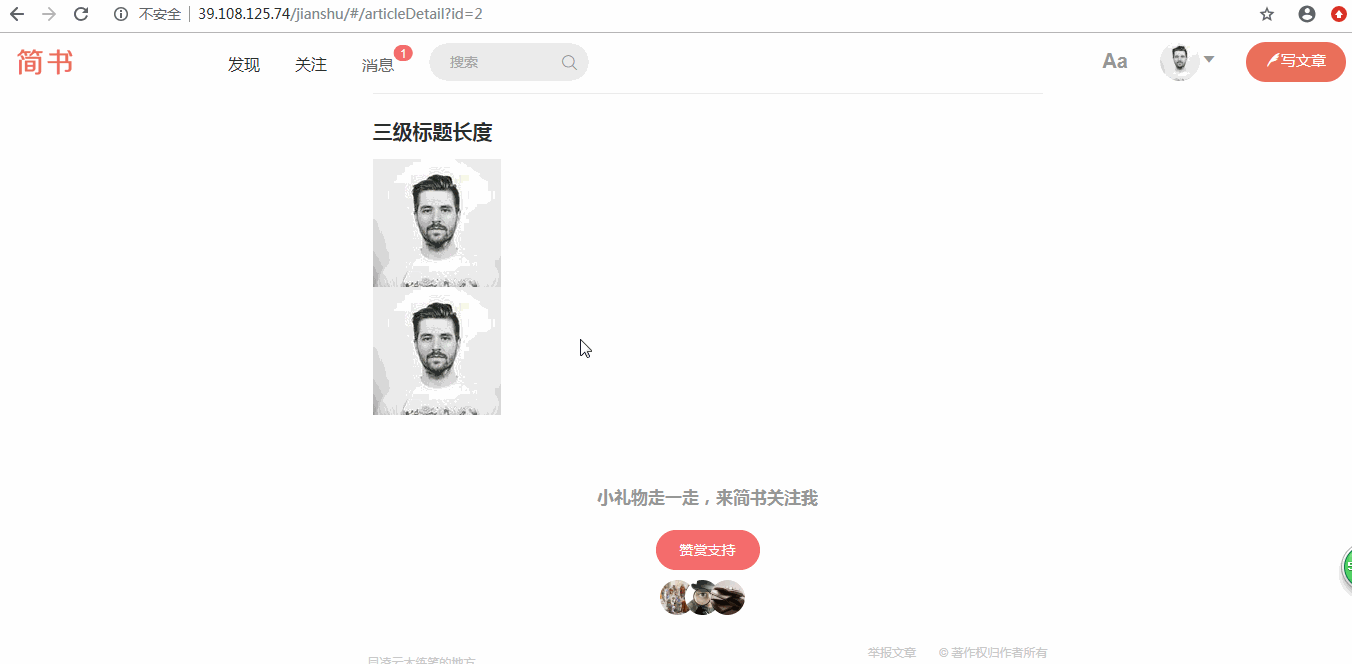 不安全 39.108.125.74/jianshu/#/articleDetail?id=2
简书 发现 关注 消息 1 搜索 Aa 写文章
三级标题长度
小礼物走一走，来简书关注我
赞赏支持
举报文章 © 著作权归作者所有